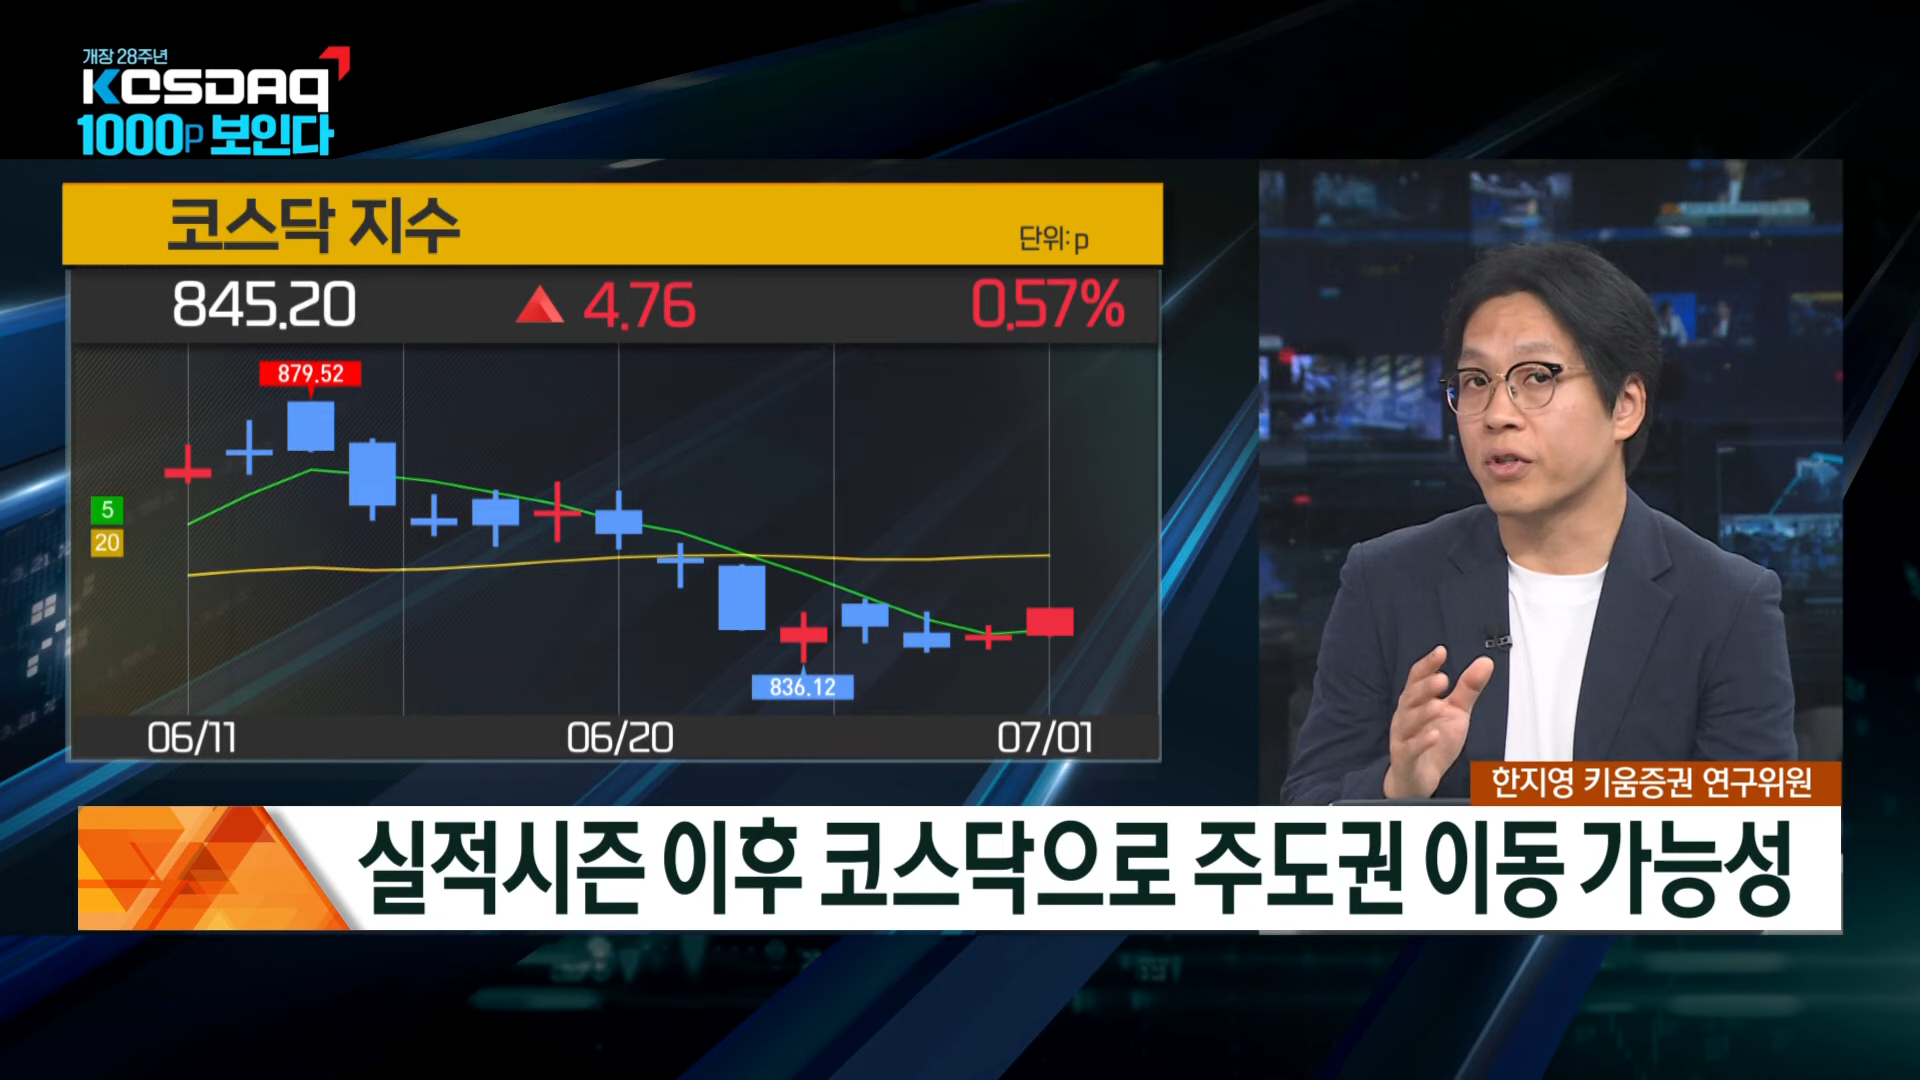 개장 28주년
KOSDAQ
1000P 보인다
코스닥 지수
단위:p
845.20 ▲ 4.76 0.57%
879.52
5
20
836.12
06/11 06/20 07/01
한지영 키움증권 연구위원
실적시즌 이후 코스닥으로 주도권 이동 가능성